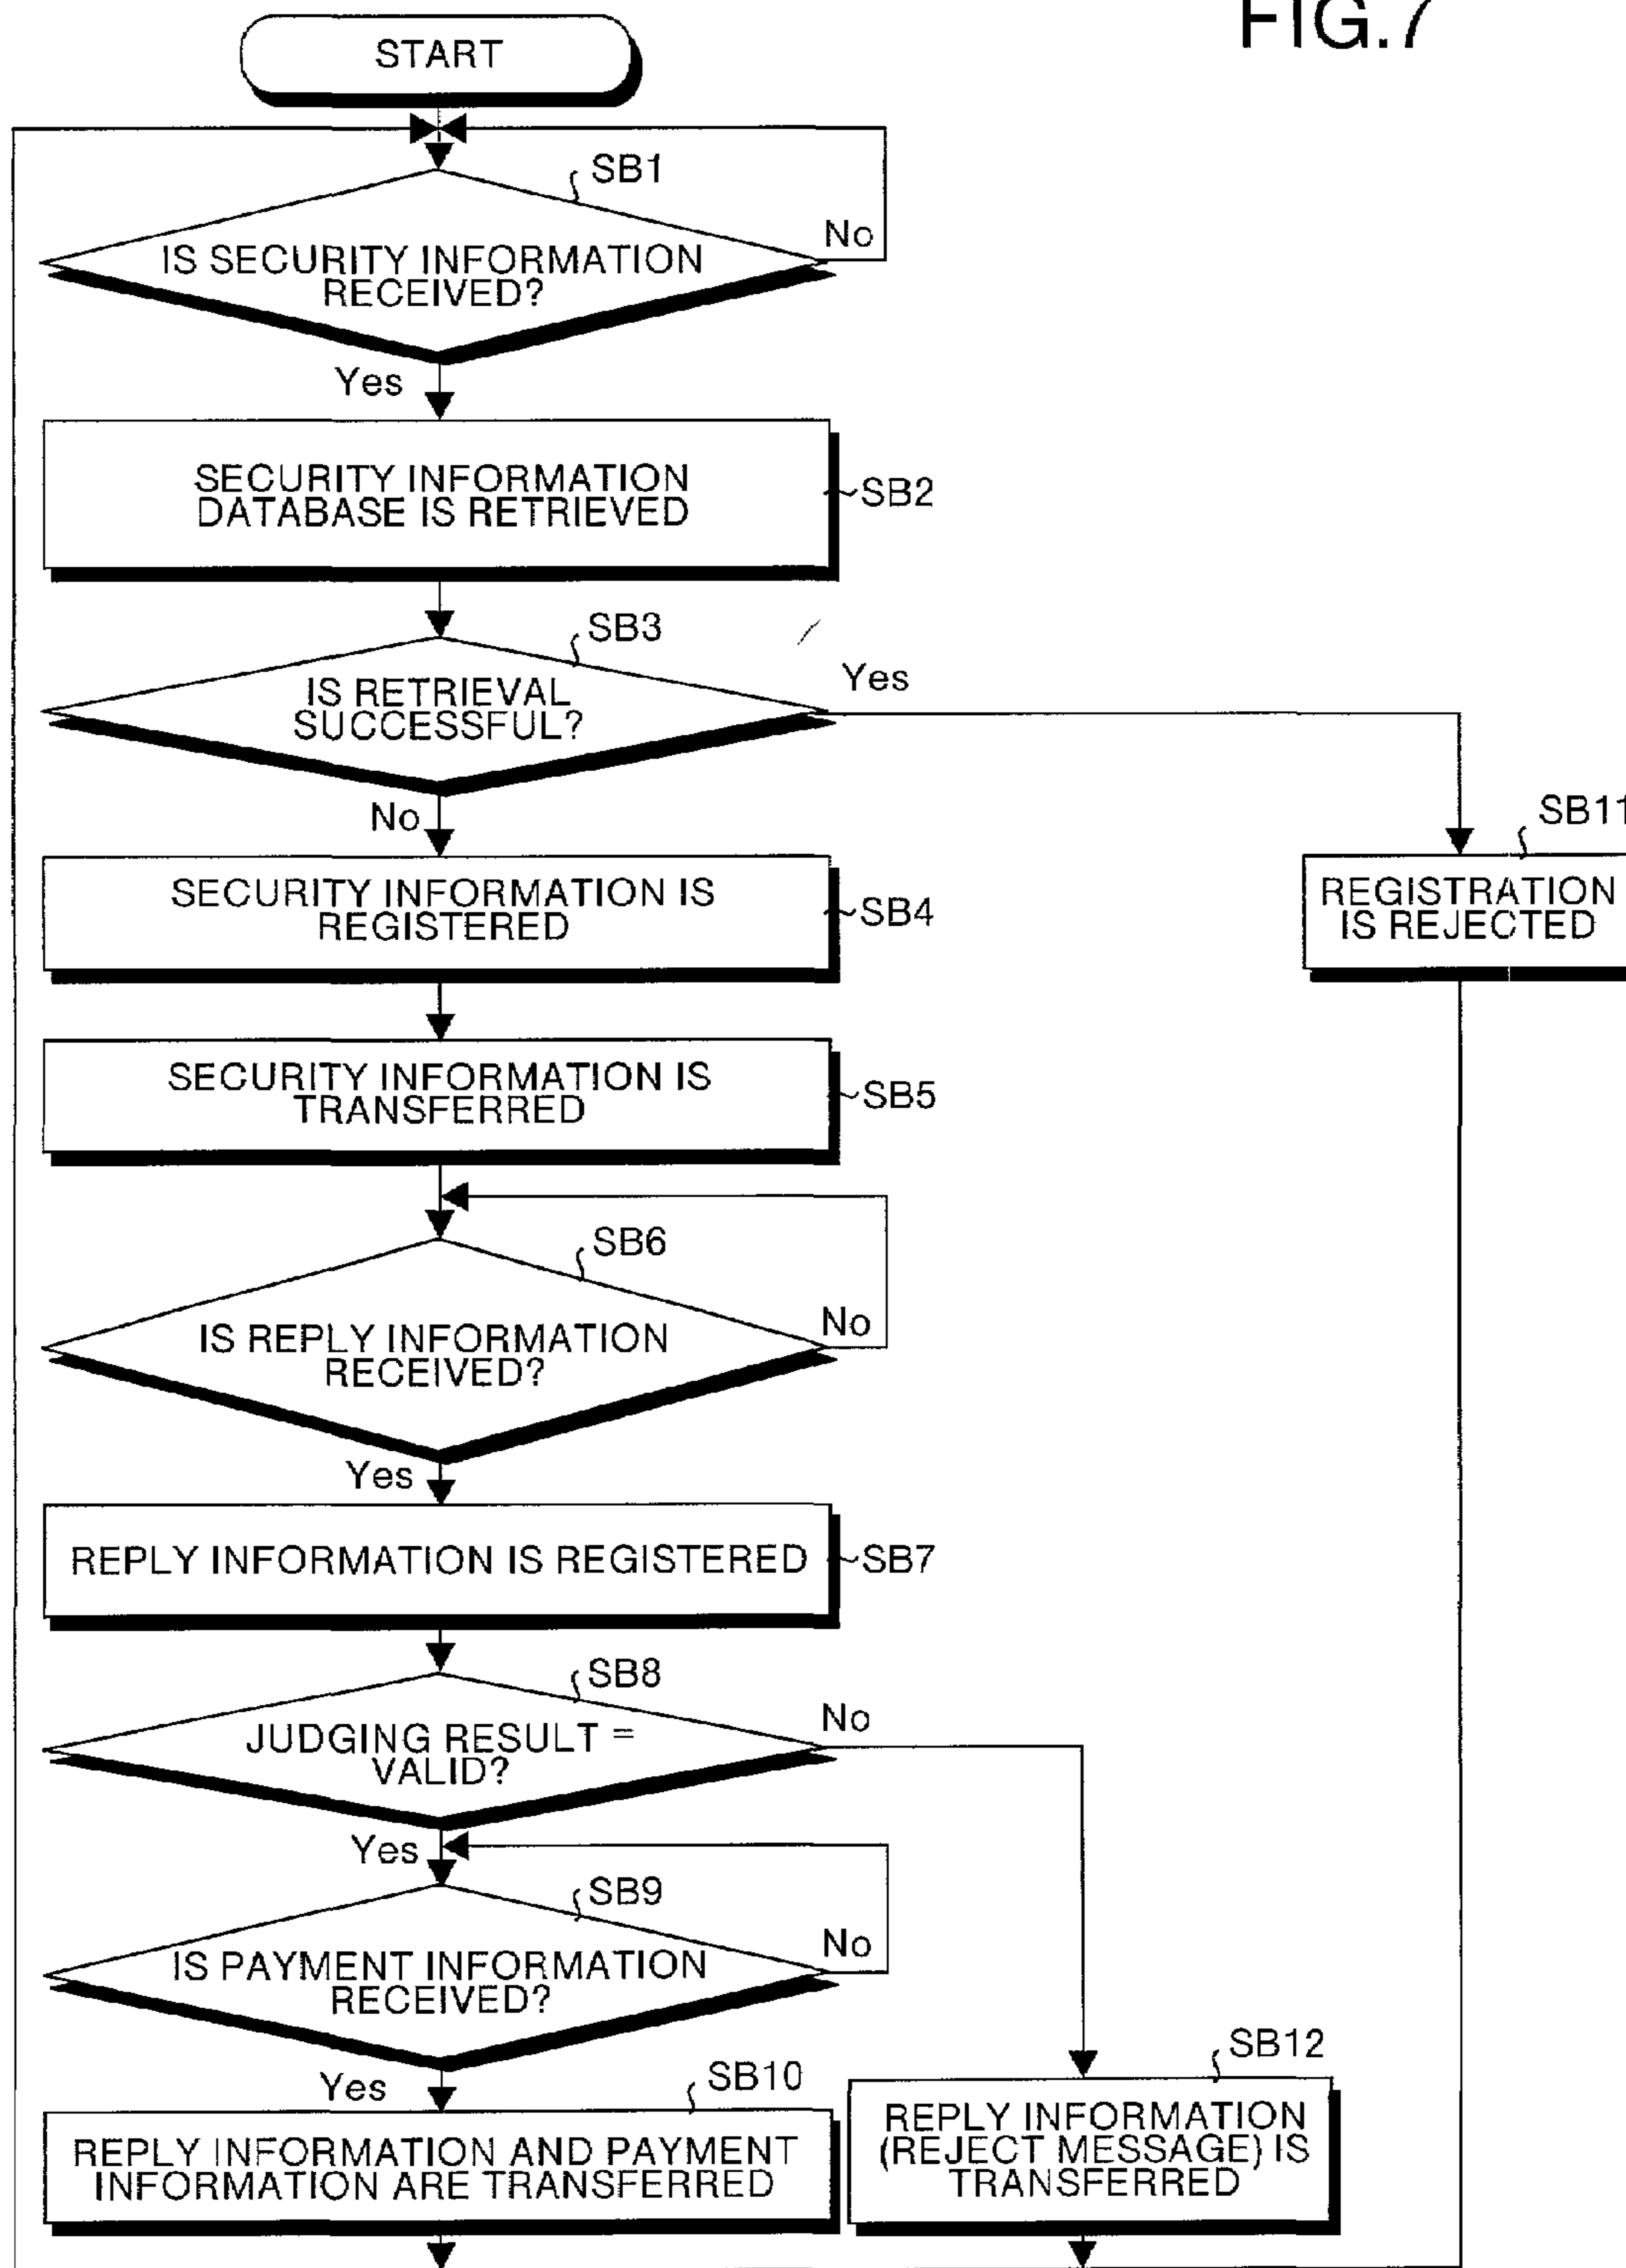 FIG.7
START
SB1
No
IS SECURITY INFORMATION
RECEIVED?
Yes
SECURITY INFORMATION
DATABASE IS RETRIEVED
SB2
SB3
Yes
IS RETRIEVAL
SUCCESSFUL?
No
SB11
SECURITY INFORMATION IS
REGISTERED
SB4
REGISTRATION
IS REJECTED
SECURITY INFORMATION IS
TRANSFERRED
SB5
SB6
No
IS REPLY INFORMATION
RECEIVED?
Yes
REPLY INFORMATION IS REGISTERED
SB7
SB8
No
JUDGING RESULT =
VALID?
Yes
SB9
No
IS PAYMENT INFORMATION
RECEIVED?
Yes
SB10
SB12
REPLY INFORMATION AND PAYMENT
INFORMATION ARE TRANSFERRED
REPLY INFORMATION
(REJECT MESSAGE) IS
TRANSFERRED